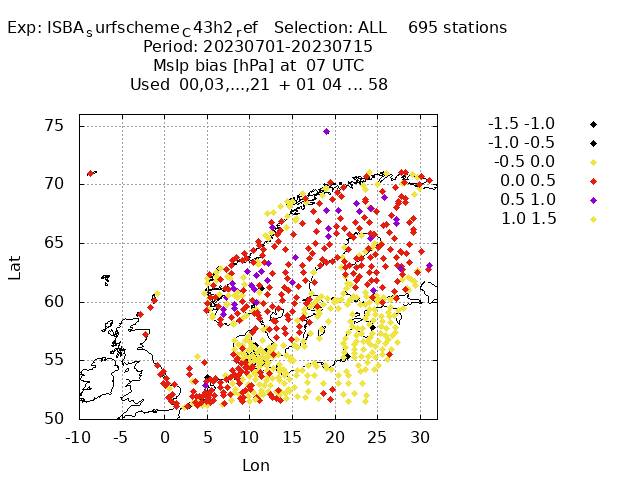 Exp: ISBAsurfschemeC43h2ref Selection: ALL 695 stations
Period: 20230701-20230715
Mslp bias [hPa] at 07 UTC
Used 00,03,...,21 + 01 04 ... 58
75
70
65
60
55
50
Lat
-10 -5 0 5 10 15 20 25 30
Lon
-1.5 -1.0
-1.0 -0.5
-0.5 0.0
0.0 0.5
0.5 1.0
1.0 1.5